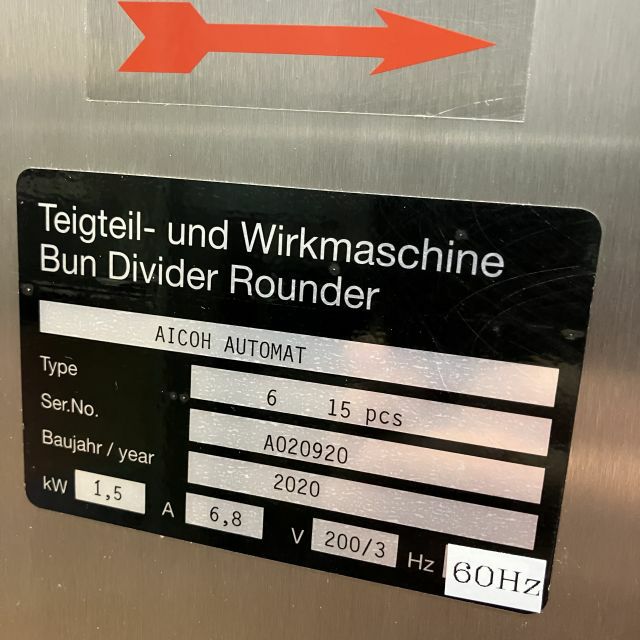 Teigteil- und Wirkmaschine
Bun Divider Rounder
AICOH AUTOMAT
Type 6 15 pcs
Ser.No. A020920
Baujahr / year 2020
kW 1,5 A 6,8 V 200/3 Hz 60Hz